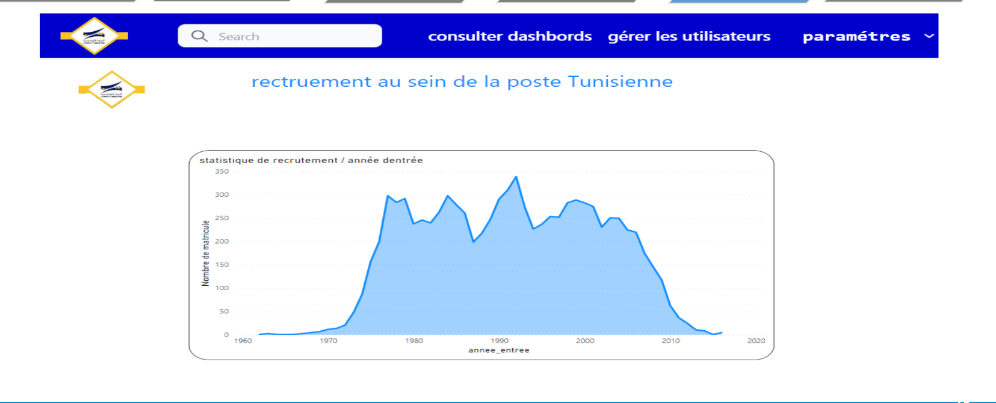 Search
consulter dashbords gérer les utilisateurs paramétres
rectruement au sein de la poste Tunisienne
statistique de recrutement / année dentrée
350
300
250
200
150
100
50
0
Nombre de matricule
1960 1970 1980 1990 2000 2010 2020
annee_entree